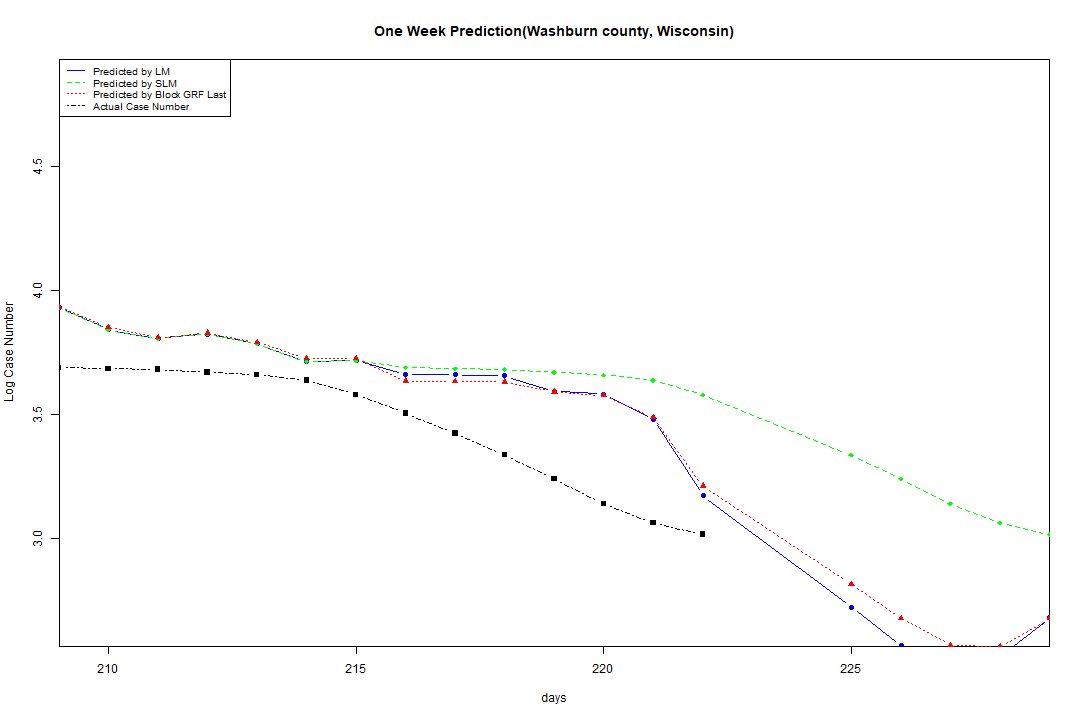 One Week Prediction(Washburn county, Wisconsin)
Predicted by LM
Predicted by SLM
Predicted by Block GRF Last
Actual Case Number
4.5
4.0
3.5
3.0
Log Case Number
210
215
220
225
days